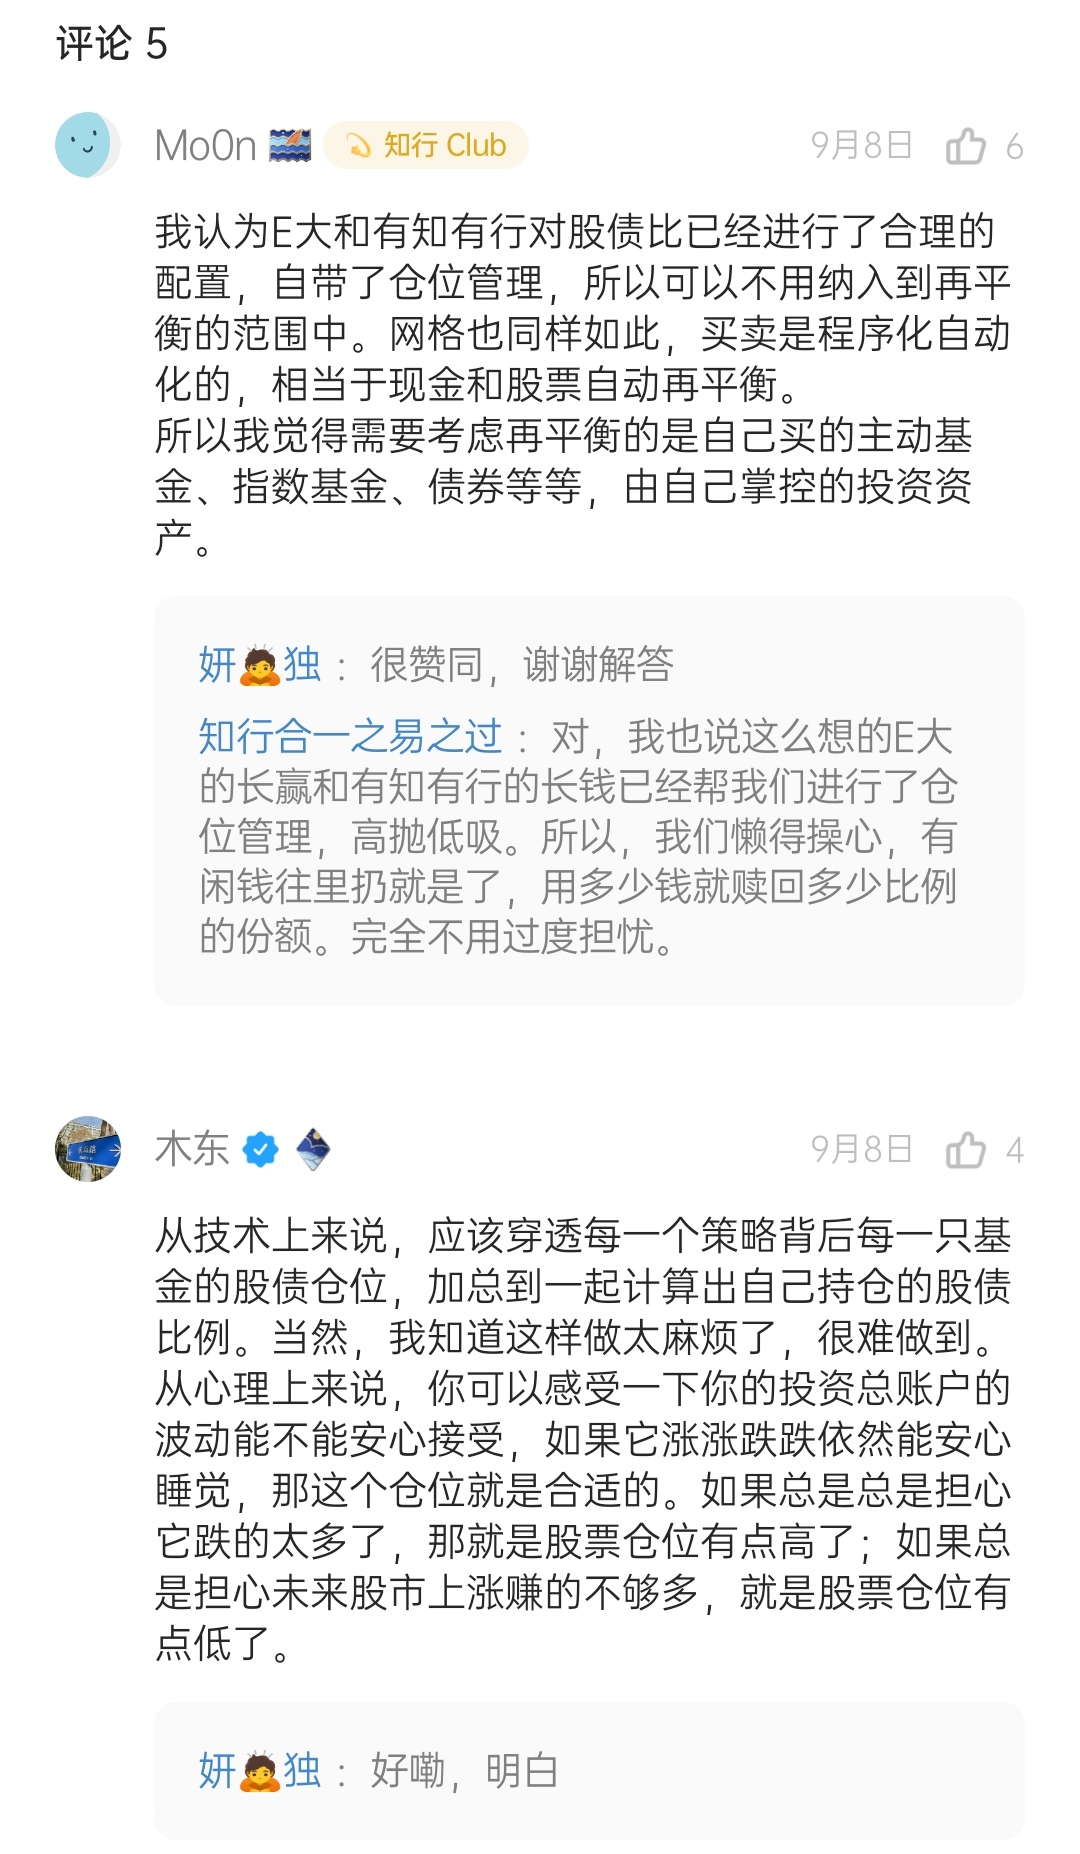 评论 5
Mo0n 知行 Club 9月8日 6
我认为E大和有知有行对股债比已经进行了合理的
配置，自带了仓位管理，所以可以不用纳入到再平
衡的范围中。网格也同样如此，买卖是程序化自动
化的，相当于现金和股票自动再平衡。
所以我觉得需要考虑再平衡的是自己买的主动基
金、指数基金、债券等等，由自己掌控的投资资
产。
妍🙇独：很赞同，谢谢解答
知行合一之易之过：对，我也说这么想的E大
的长赢和有知有行的长钱已经帮我们进行了仓
位管理，高抛低吸。所以，我们懒得操心，有
闲钱往里扔就是了，用多少钱就赎回多少比例
的份额。完全不用过度担忧。
木东 9月8日 4
从技术上来说，应该穿透每一个策略背后每一只基
金的股债仓位，加总到一起计算出自己持仓的股债
比例。当然，我知道这样做太麻烦了，很难做到。
从心理上来说，你可以感受一下你的投资总账户的
波动能不能安心接受，如果它涨涨跌跌依然能安心
睡觉，那这个仓位就是合适的。如果总是总是担心
它跌的太多了，那就是股票仓位有点高了；如果总
是担心未来股市上涨赚的不够多，就是股票仓位有
点低了。
妍🙇独：好嘞，明白